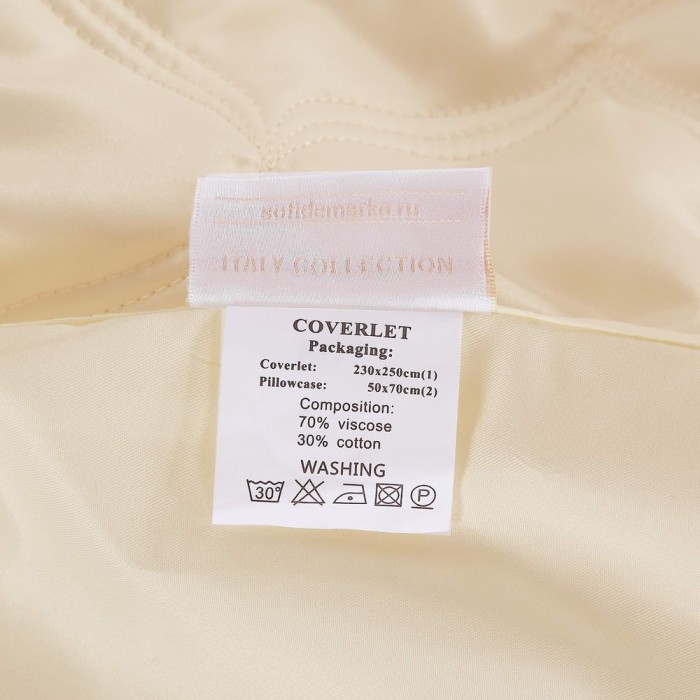 sofidemarko.ru
ITALY COLLECTION
COVERLET
Packaging:
Coverlet: 230x250cm(1)
Pillowcase: 50x70cm(2)
Composition:
70% viscose
30% cotton
WASHING
30° P